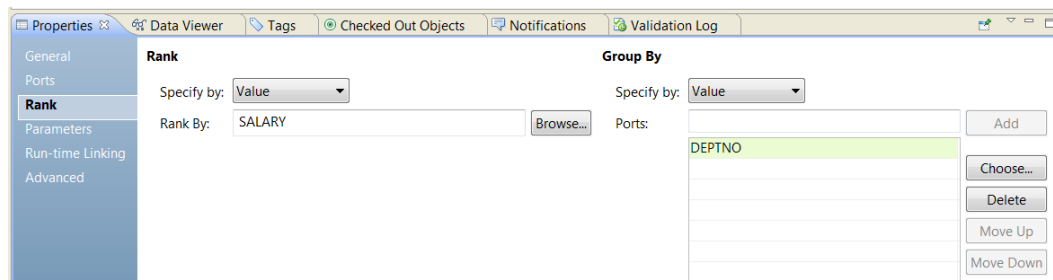 Properties Data Viewer Tags Checked Out Objects Notifications Validation Log
General
Ports
Rank
Parameters
Run-time Linking
Advanced
Rank
Specify by: Value
Rank By: SALARY Browse...
Group By
Specify by: Value
Ports: Add
DEPTNO
Choose...
Delete
Move Up
Move Down